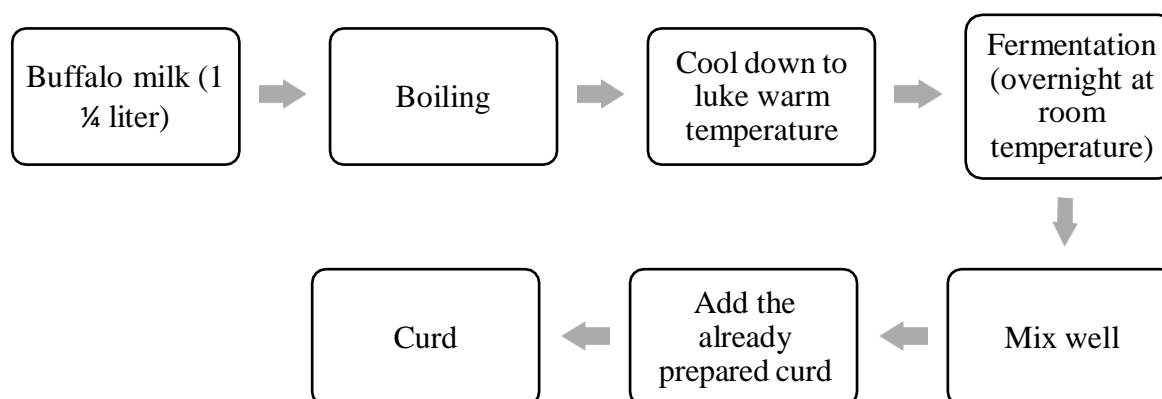 Buffalo milk (1
¼ liter)
Boiling
Cool down to
luke warm
temperature
Fermentation
(overnight at
room
temperature)
Mix well
Add the
already
prepared curd
Curd